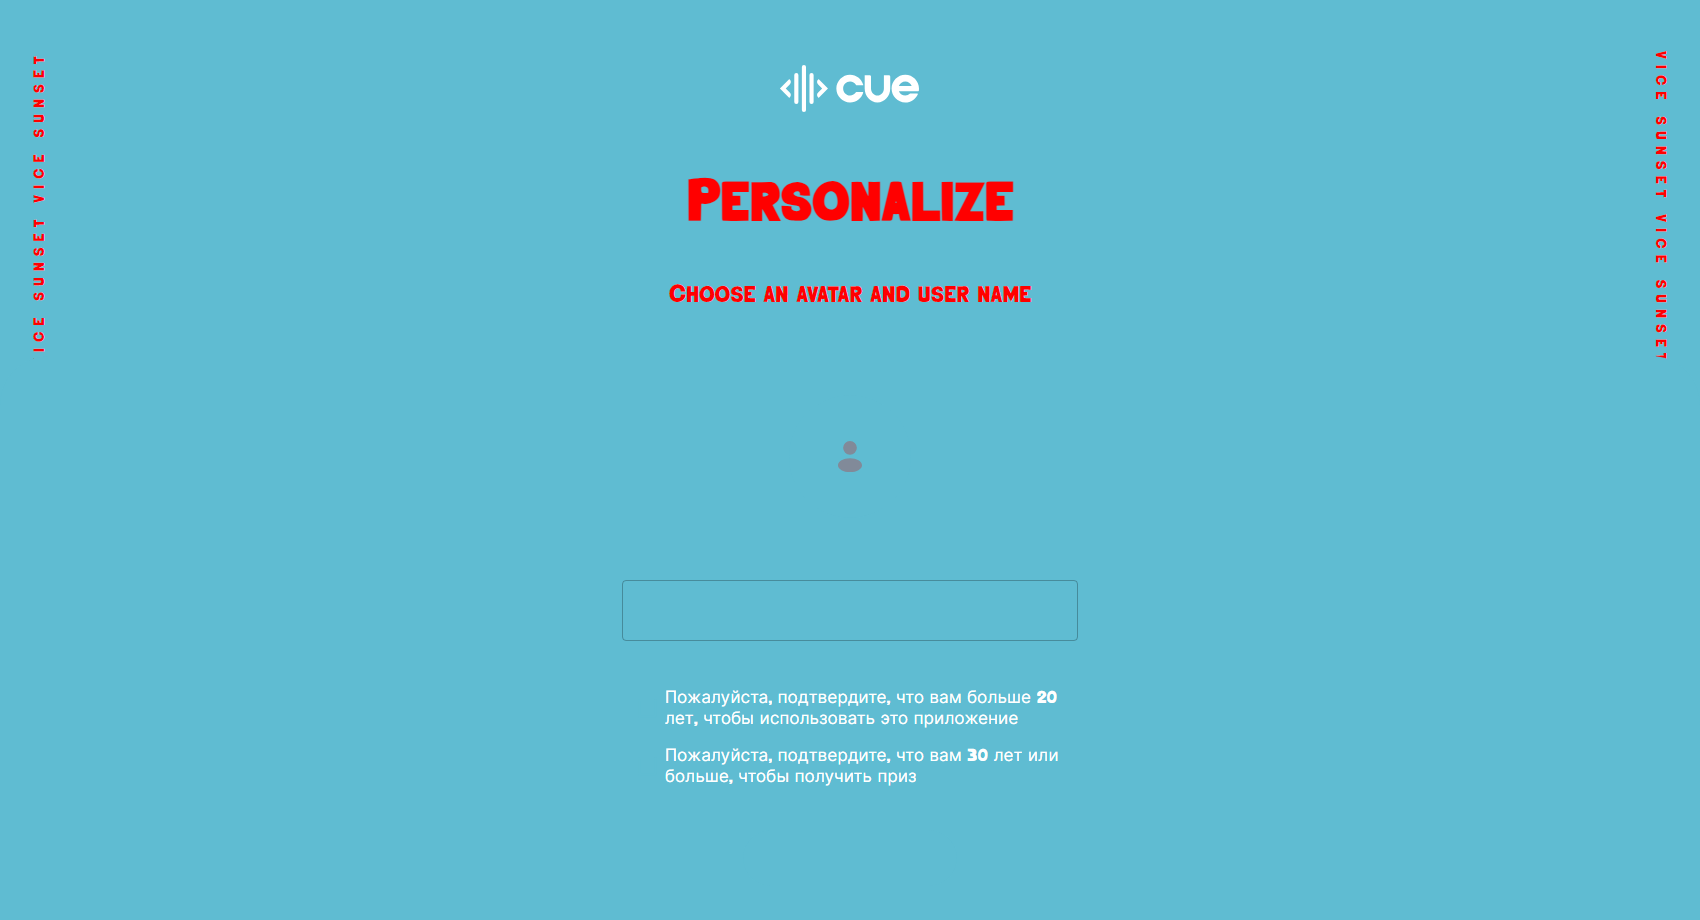 ICE SUNSET VICE SUNSET
VICE SUNSET VICE SUNSET
cue
PERSONALIZE
CHOOSE AN AVATAR AND USER NAME
Пожалуйста, подтвердите, что вам больше 20
лет, чтобы использовать это приложение
Пожалуйста, подтвердите, что вам 30 лет или
больше, чтобы получить приз